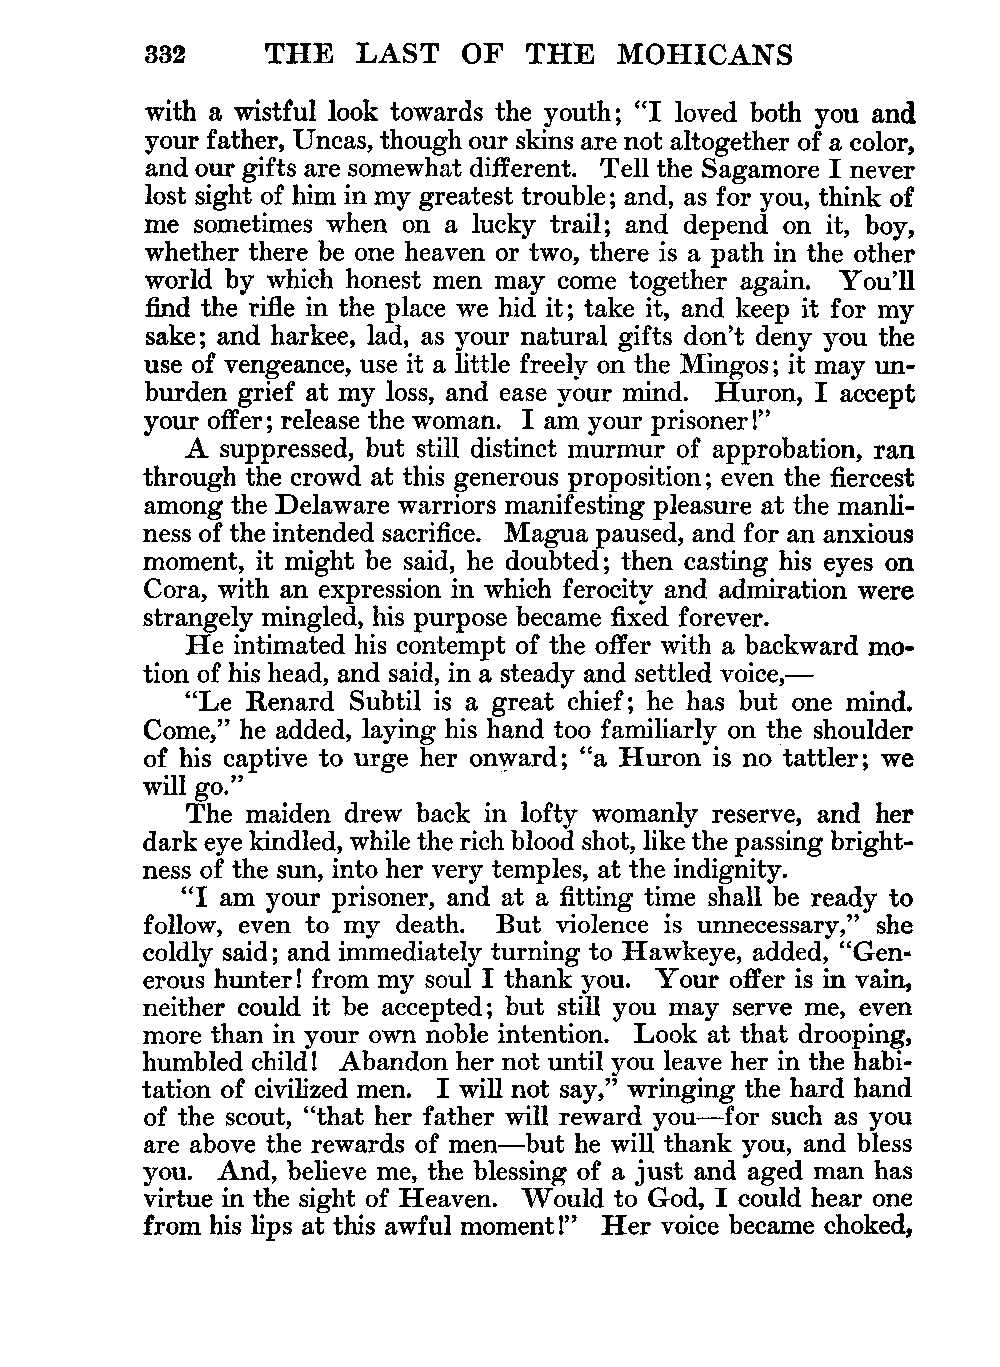 332 THE LAST OF THE MOHICANS
with a wistful look towards the youth; “I loved both you and
your father, Uncas, though our skins are not altogether of a color,
and our gifts are somewhat different. Tell the Sagamore I never
lost sight of him in my greatest trouble; and, as for you, think of
me sometimes when on a lucky trail; and depend on it, boy,
whether there be one heaven or two, there is a path in the other
world by which honest men may come together again. You’ll
find the rifle in the place we hid it; take it, and keep it for my
sake; and harkee, lad, as your natural gifts don’t deny you the
use of vengeance, use it a little freely on the Mingos; it may un-
burden grief at my loss, and ease your mind. Huron, I accept
your offer; release the woman. I am your prisoner!”
A suppressed, but still distinct murmur of approbation, ran
through the crowd at this generous proposition; even the fiercest
among the Delaware warriors manifesting pleasure at the manli-
ness of the intended sacrifice. Magua paused, and for an anxious
moment, it might be said, he doubted; then casting his eyes on
Cora, with an expression in which ferocity and admiration were
strangely mingled, his purpose became fixed forever.
He intimated his contempt of the offer with a backward mo-
tion of his head, and said, in a steady and settled voice,—
“Le Renard Subtil is a great chief; he has but one mind.
Come,” he added, laying his hand too familiarly on the shoulder
of his captive to urge her onward; “a Huron is no tattler; we
will go.”
The maiden drew back in lofty womanly reserve, and her
dark eye kindled, while the rich blood shot, like the passing bright-
ness of the sun, into her very temples, at the indignity.
“I am your prisoner, and at a fitting time shall be ready to
follow, even to my death. But violence is unnecessary,” she
coldly said; and immediately turning to Hawkeye, added, “Gen-
erous hunter! from my soul I thank you. Your offer is in vain,
neither could it be accepted; but still you may serve me, even
more than in your own noble intention. Look at that drooping,
humbled child! Abandon her not until you leave her in the habi-
tation of civilized men. I will not say,” wringing the hard hand
of the scout, “that her father will reward you—for such as you
are above the rewards of men—but he will thank you, and bless
you. And, believe me, the blessing of a just and aged man has
virtue in the sight of Heaven. Would to God, I could hear one
from his lips at this awful moment!” Her voice became choked,